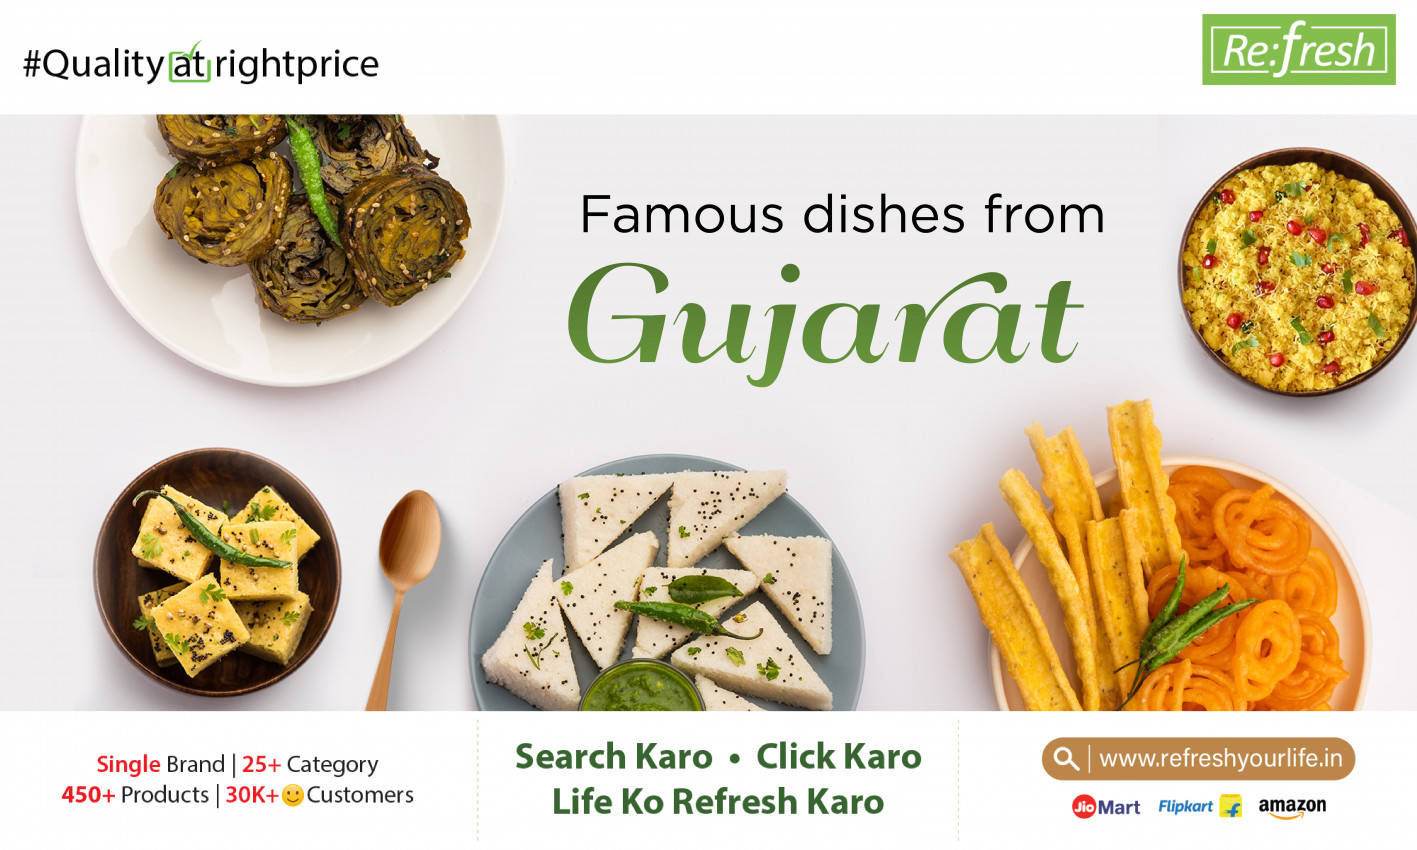 #Quality at rightprice
Re:fresh
Famous dishes from
Gujarat
Single Brand | 25+ Category
450+ Products | 30K+ Customers
Search Karo • Click Karo
Life Ko Refresh Karo
www.refreshyourlife.in
JioMart Flipkart amazon